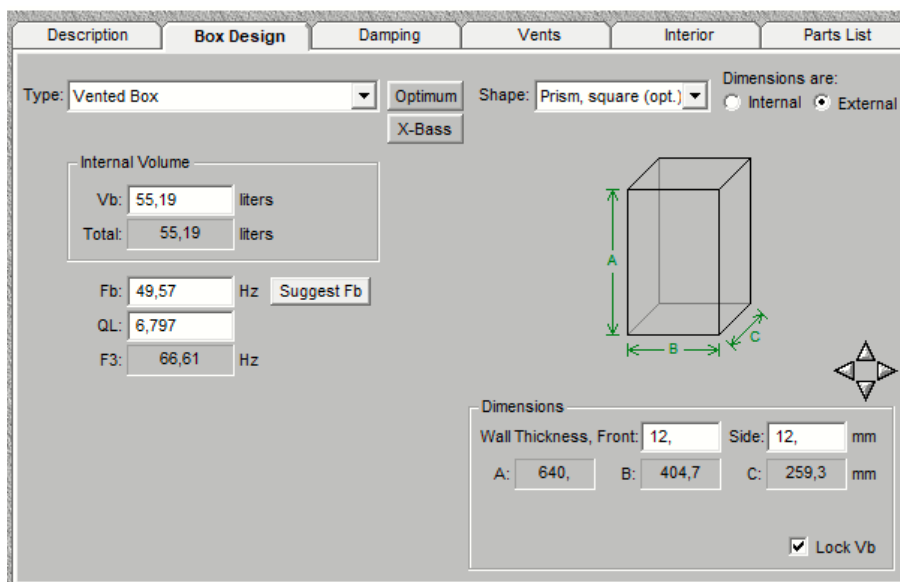 Description Box Design Damping Vents Interior Parts List
Type: Vented Box Optimum Shape: Prism, square (opt.) Dimensions are:
Internal External
X-Bass
Internal Volume
Vb: 55,19 liters
Total: 55,19 liters
Fb: 49,57 Hz Suggest Fb
QL: 6,797
F3: 66,61 Hz
A
B
C
Dimensions
Wall Thickness, Front: 12, Side: 12, mm
A: 640, B: 404,7 C: 259,3 mm
Lock Vb